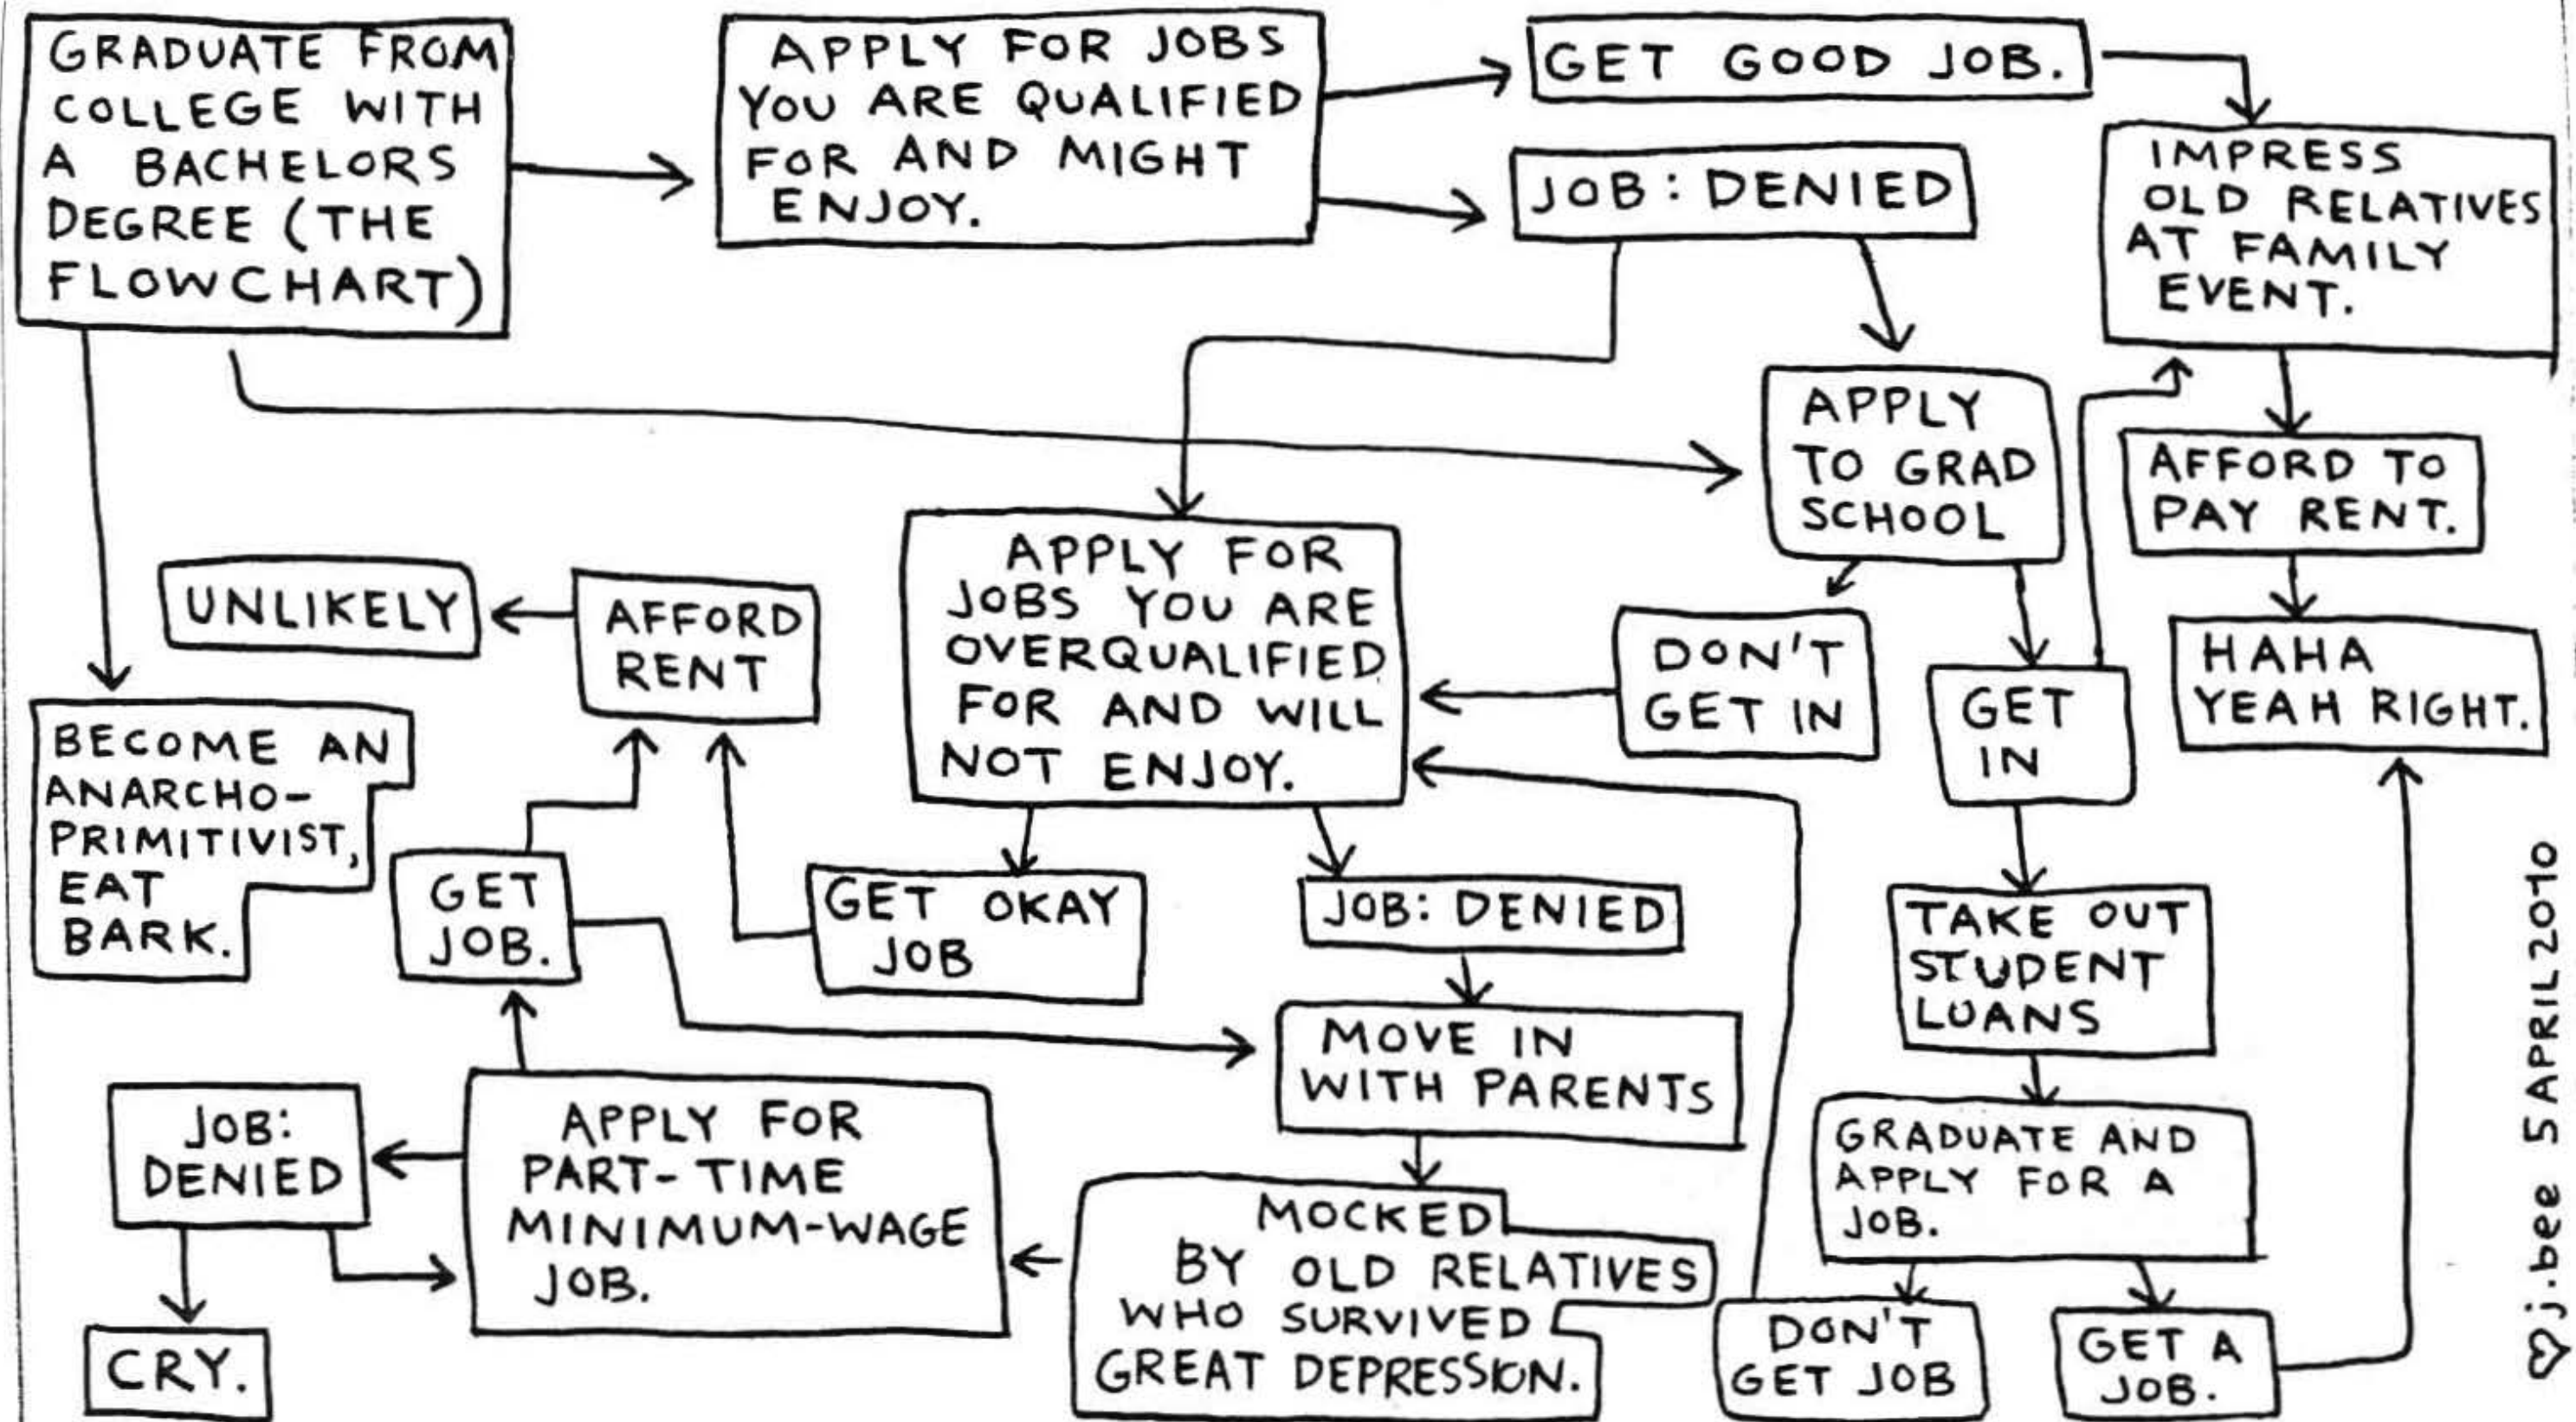 GRADUATE FROM
COLLEGE WITH
A BACHELORS
DEGREE (THE
FLOWCHART)
APPLY FOR JOBS
YOU ARE QUALIFIED
FOR AND MIGHT
ENJOY.
GET GOOD JOB.
JOB: DENIED
IMPRESS
OLD RELATIVES
AT FAMILY
EVENT.
APPLY
TO GRAD
SCHOOL
AFFORD TO
PAY RENT.
UNLIKELY
AFFORD
RENT
APPLY FOR
JOBS YOU ARE
OVERQUALIFIED
FOR AND WILL
NOT ENJOY.
DON'T
GET IN
GET
IN
HAHA
YEAH RIGHT.
BECOME AN
ANARCHO-
PRIMITIVIST,
EAT
BARK.
GET
JOB.
GET OKAY
JOB
JOB: DENIED
TAKE OUT
STUDENT
LOANS
MOVE IN
WITH PARENTS
JOB:
DENIED
APPLY FOR
PART-TIME
MINIMUM-WAGE
JOB.
MOCKED
BY OLD RELATIVES
WHO SURVIVED
GREAT DEPRESSION.
GRADUATE AND
APPLY FOR A
JOB.
CRY.
DON'T
GET JOB
GET A
JOB.
♡j.bee 5 APRIL 2010